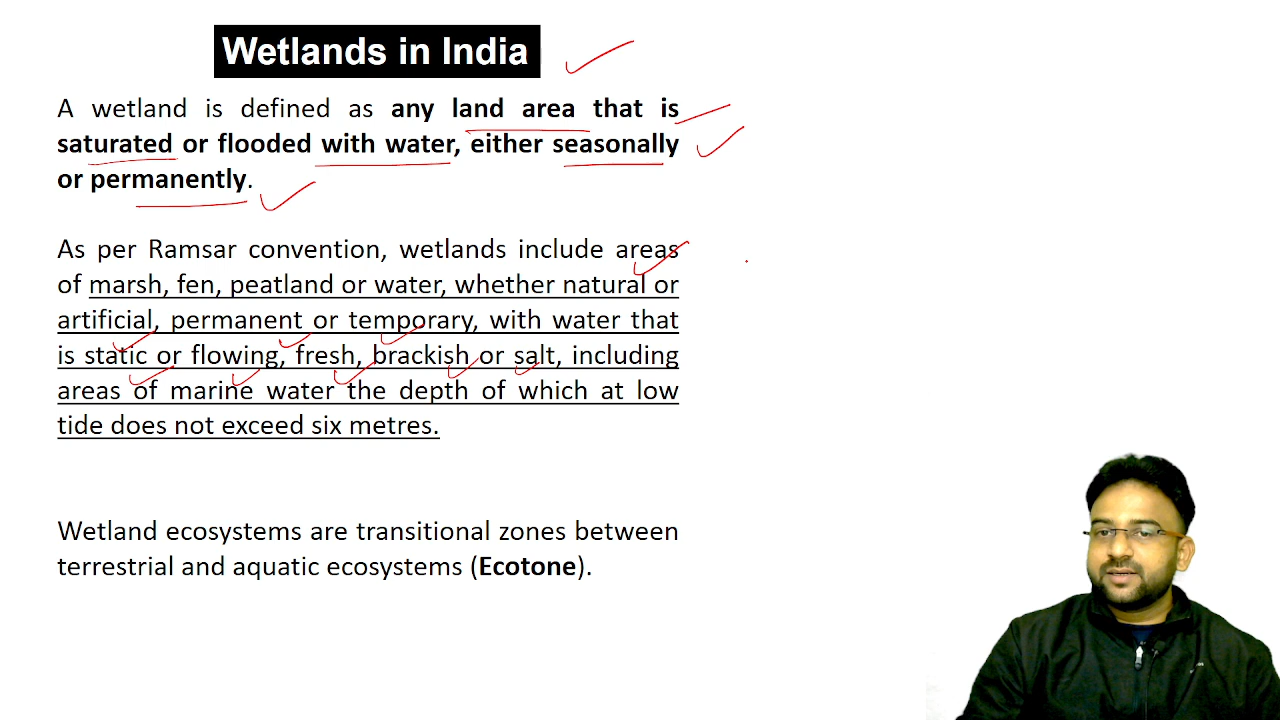 Wetlands in India
A wetland is defined as any land area that is
saturated or flooded with water, either seasonally
or permanently.
As per Ramsar convention, wetlands include areas
of marsh, fen, peatland or water, whether natural or
artificial, permanent or temporary, with water that
is static or flowing, fresh, brackish or salt, including
areas of marine water the depth of which at low
tide does not exceed six metres.
Wetland ecosystems are transitional zones between
terrestrial and aquatic ecosystems (Ecotone).